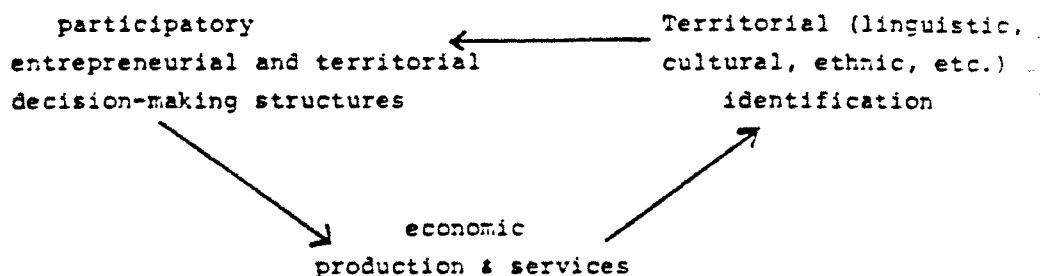 participatory
entrepreneurial and territorial
decision-making structures
Territorial (linguistic,
cultural, ethnic, etc.)
identification
economic
production & services